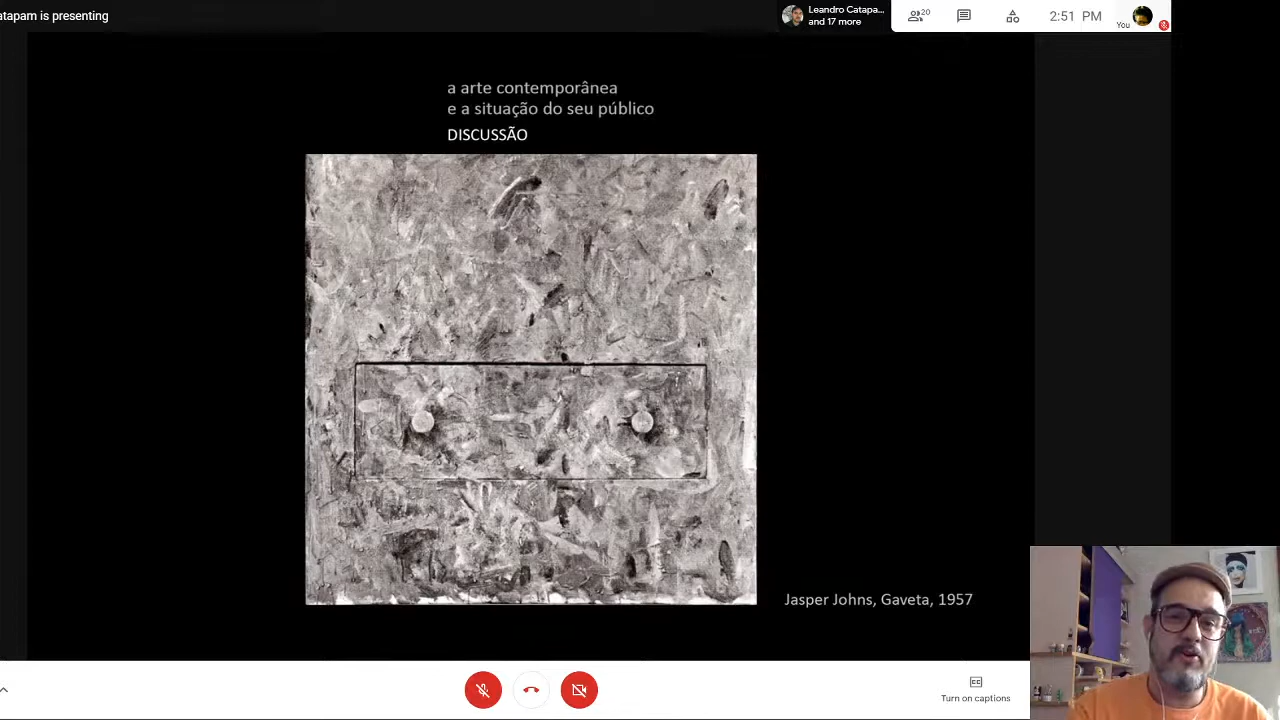 atapam is presenting
Leandro Catapa...
and 17 more
20
2:51 PM
You
a arte contemporânea
e a situação do seu público
DISCUSSÃO
Jasper Johns, Gaveta, 1957
Turn on captions